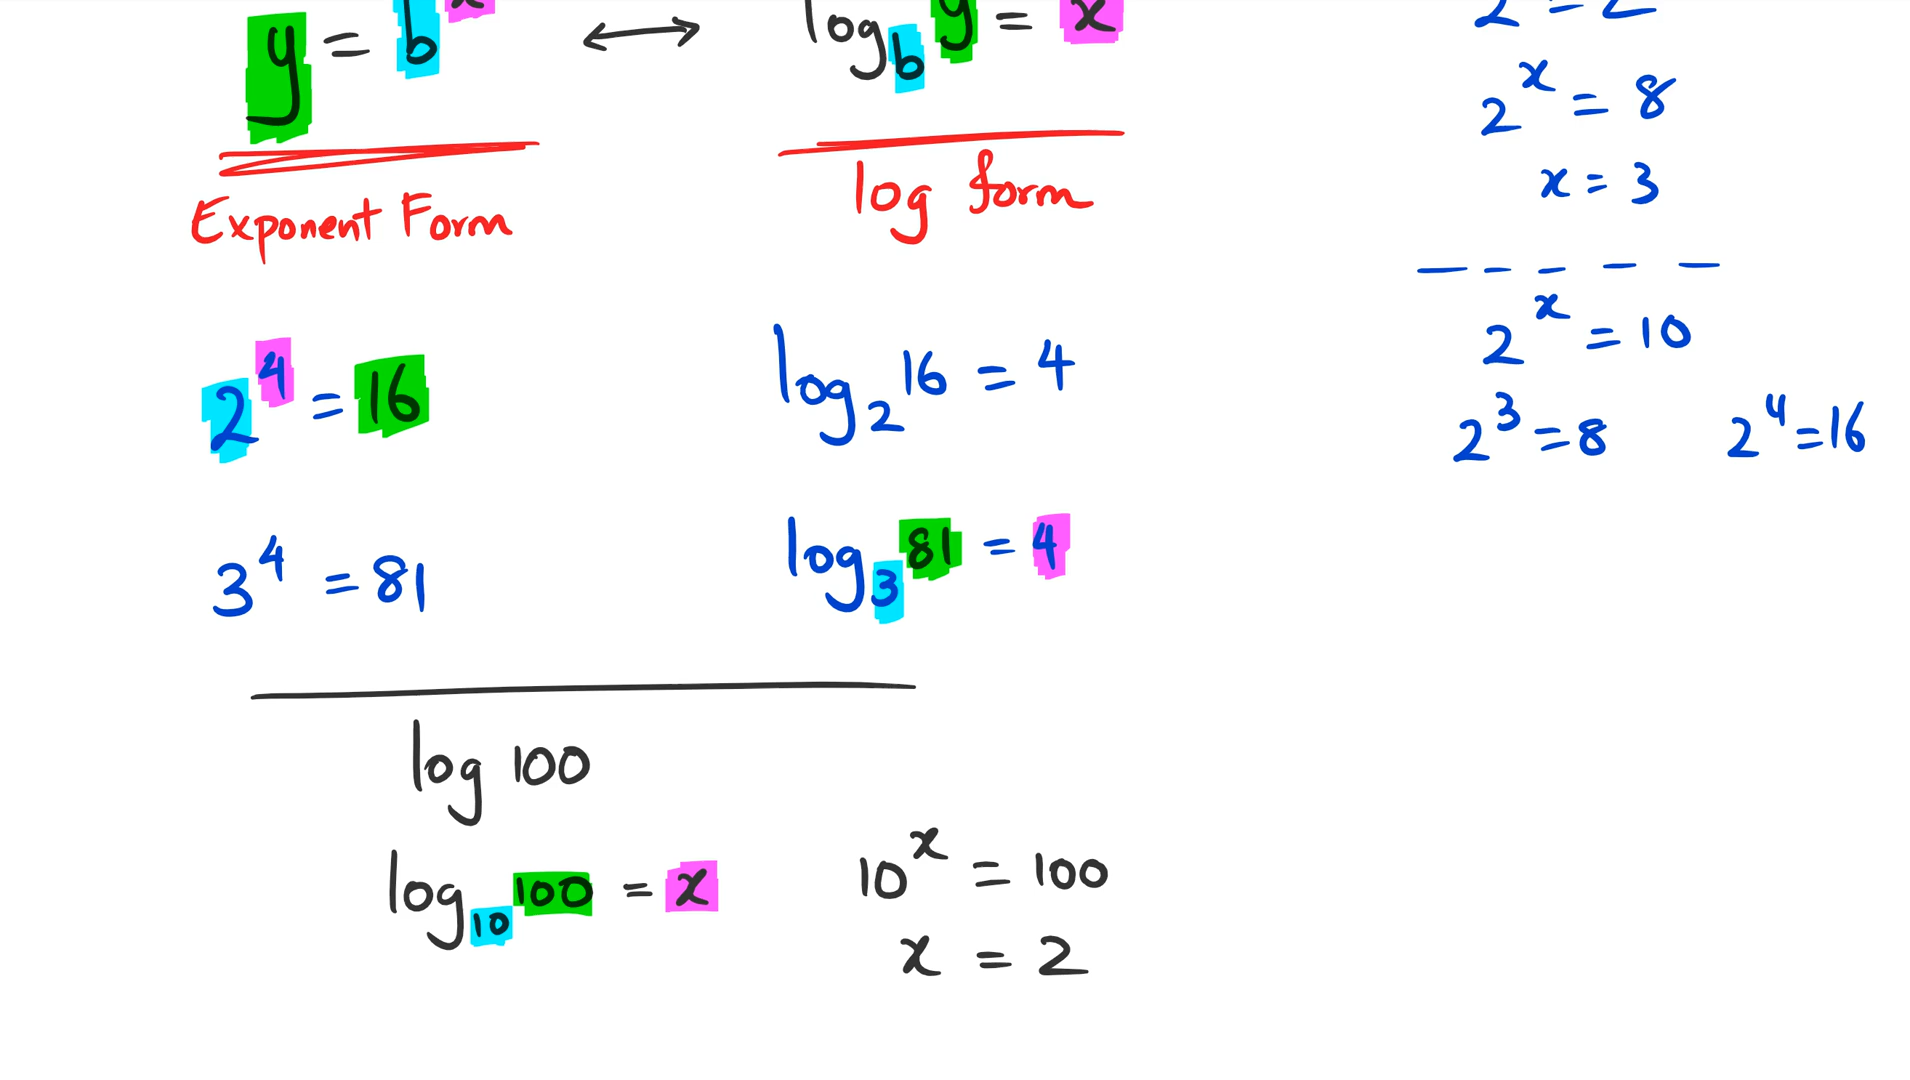 y = b^x ⟷ log_b y = x
Exponent Form
log form
2^4 = 16
log_2 16 = 4
3^4 = 81
log_3 81 = 4
log 100
log_10 100 = x
10^x = 100
x = 2
2^x = 8
x = 3
2^x = 10
2^3 = 8
2^4 = 16